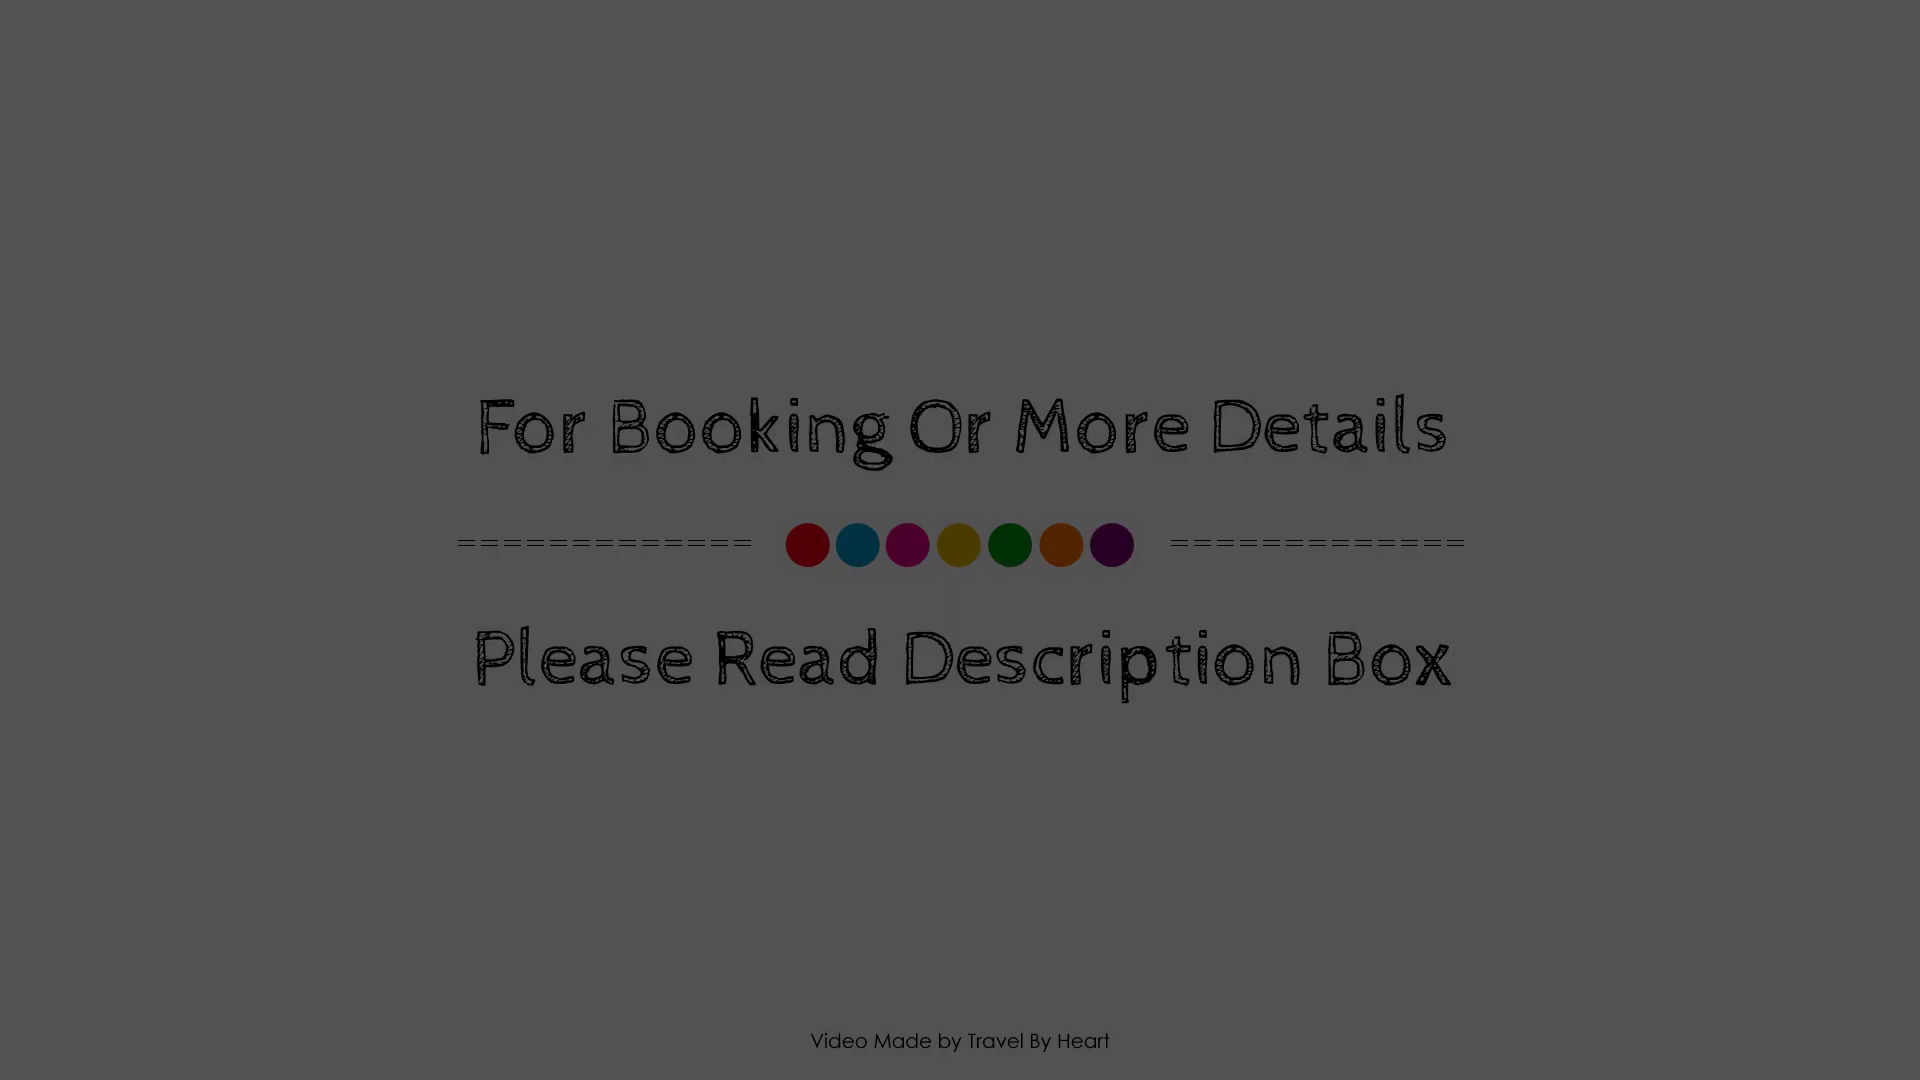 For Booking Or More Details
============= =============
Please Read Description Box
Video Made by Travel By Heart